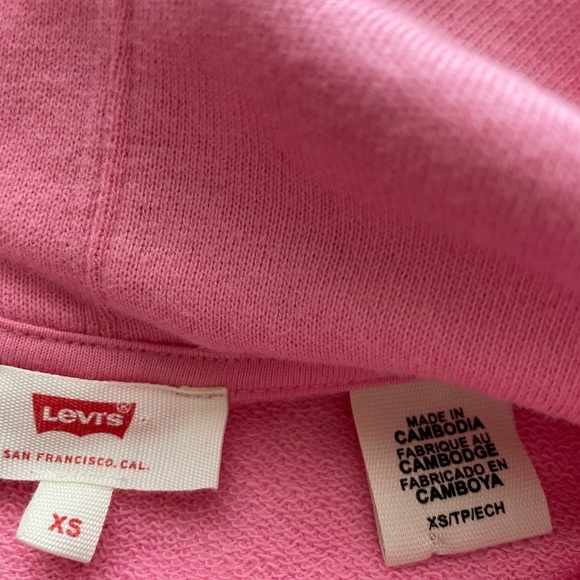 Levi's®
SAN FRANCISCO, CAL.
XS
MADE IN
CAMBODIA
FABRIQUE AU
CAMBODGE
FABRICADO EN
CAMBOYA
XS/TP/ECH